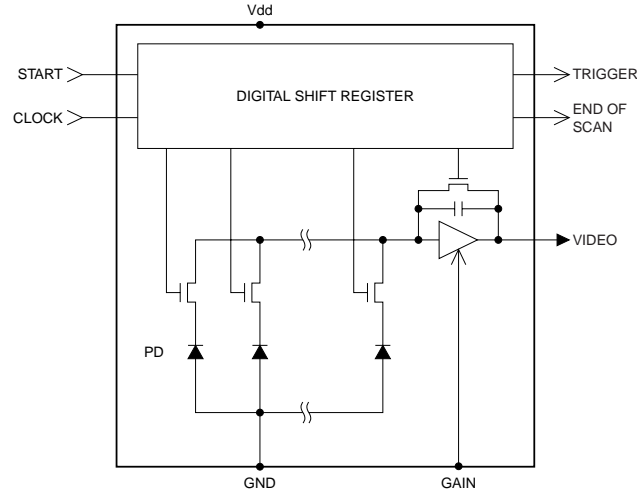 Vdd
START
CLOCK
DIGITAL SHIFT REGISTER
TRIGGER
END OF
SCAN
VIDEO
PD
GND
GAIN